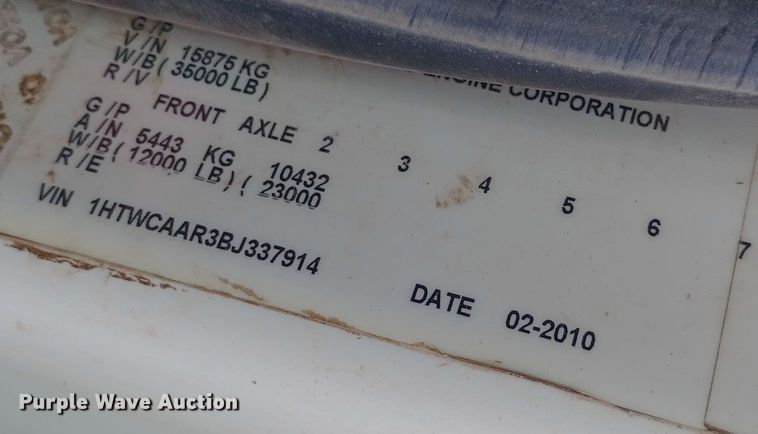 ENGINE CORPORATION
G/P
V/N 15875 KG
W/B( 35000 LB)
R/V
G/P FRONT AXLE 2 3 4 5 6 7
A/N 5443 KG 10432
W/B( 12000 LB) ( 23000
R/E
VIN 1HTWCAAR3BJ337914
DATE 02-2010
Purple Wave Auction